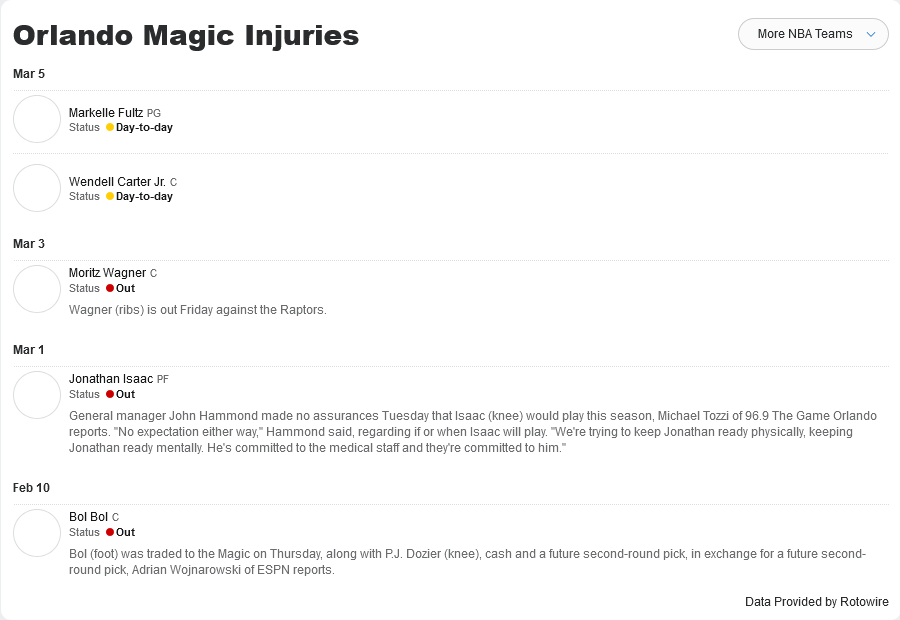 Orlando Magic Injuries
More NBA Teams
Mar 5
Markelle Fultz PG
Status Day-to-day
Wendell Carter Jr. C
Status Day-to-day
Mar 3
Moritz Wagner C
Status Out
Wagner (ribs) is out Friday against the Raptors.
Mar 1
Jonathan Isaac PF
Status Out
General manager John Hammond made no assurances Tuesday that Isaac (knee) would play this season, Michael Tozzi of 96.9 The Game Orlando
reports. "No expectation either way," Hammond said, regarding if or when Isaac will play. "We're trying to keep Jonathan ready physically, keeping
Jonathan ready mentally. He's committed to the medical staff and they're committed to him."
Feb 10
Bol Bol C
Status Out
Bol (foot) was traded to the Magic on Thursday, along with P.J. Dozier (knee), cash and a future second-round pick, in exchange for a future second-
round pick, Adrian Wojnarowski of ESPN reports.
Data Provided by Rotowire